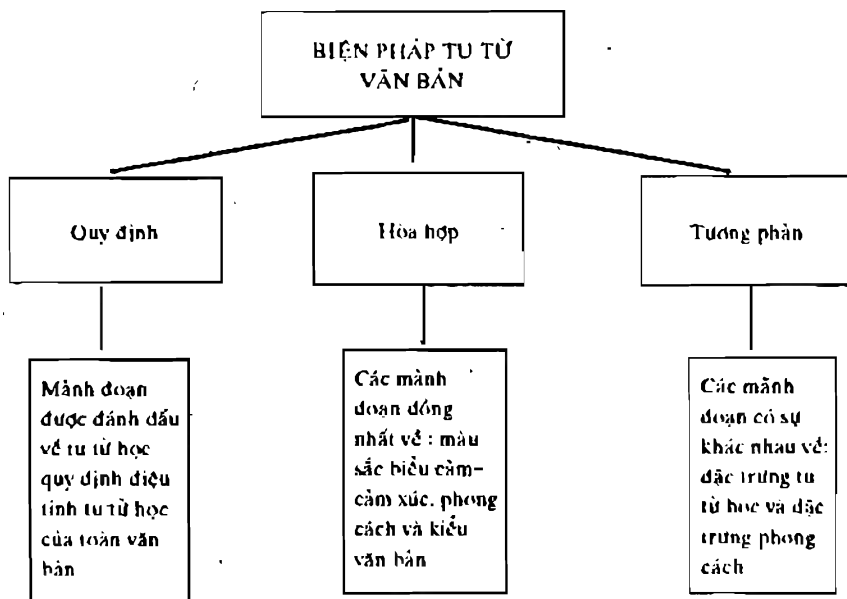 BIỆN PHÁP TU TỪ
VĂN BẢN
Quy định
Hòa hợp
Tương phản
Mảnh đoạn
được đánh dấu
về tu từ học
quy định điệu
tính tu từ học
của toàn văn
bản
Các mảnh
đoạn đồng
nhất về : màu
sắc biểu cảm-
cảm xúc, phong
cách và kiểu
văn bản
Các mảnh
đoạn có sự
khác nhau về:
đặc trưng tu
từ học và đặc
trưng phong
cách